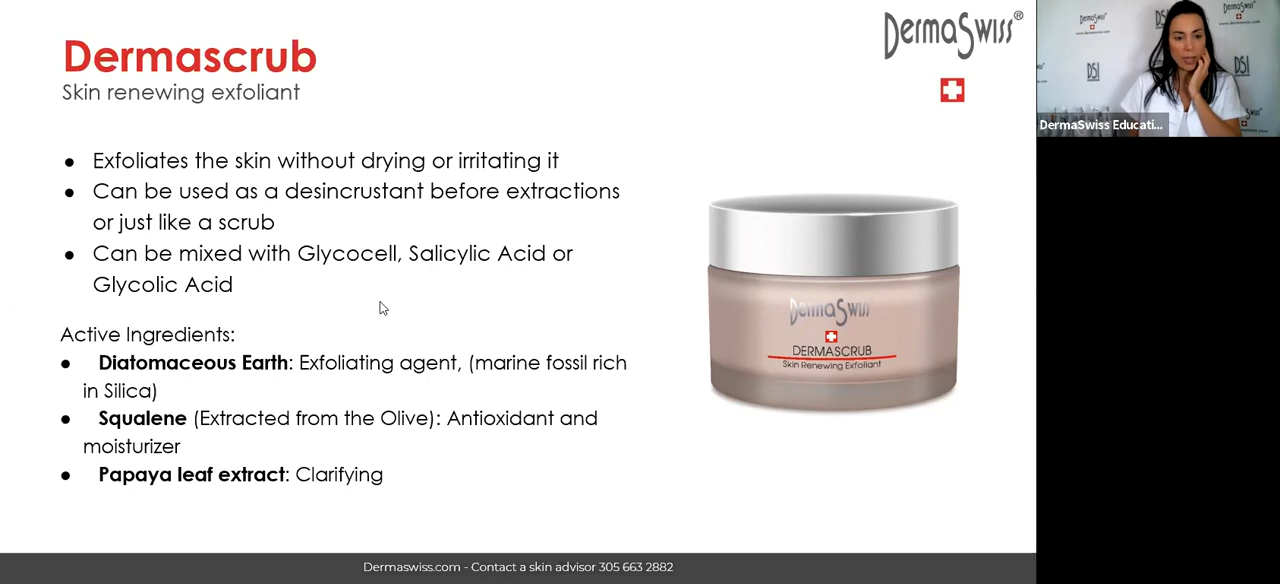 Dermascrub
Skin renewing exfoliant
DermaSwiss®
● Exfoliates the skin without drying or irritating it
● Can be used as a desincrustant before extractions
or just like a scrub
● Can be mixed with Glycocell, Salicylic Acid or
Glycolic Acid
Active Ingredients:
● Diatomaceous Earth: Exfoliating agent, (marine fossil rich
in Silica)
● Squalene (Extracted from the Olive): Antioxidant and
moisturizer
● Papaya leaf extract: Clarifying
DermaSwiss
DERMASCRUB
Skin Renewing Exfoliant
Dermaswiss.com - Contact a skin advisor 305 663 2882
DermaSwiss
DSI
DSI
DermaSwiss Educati...